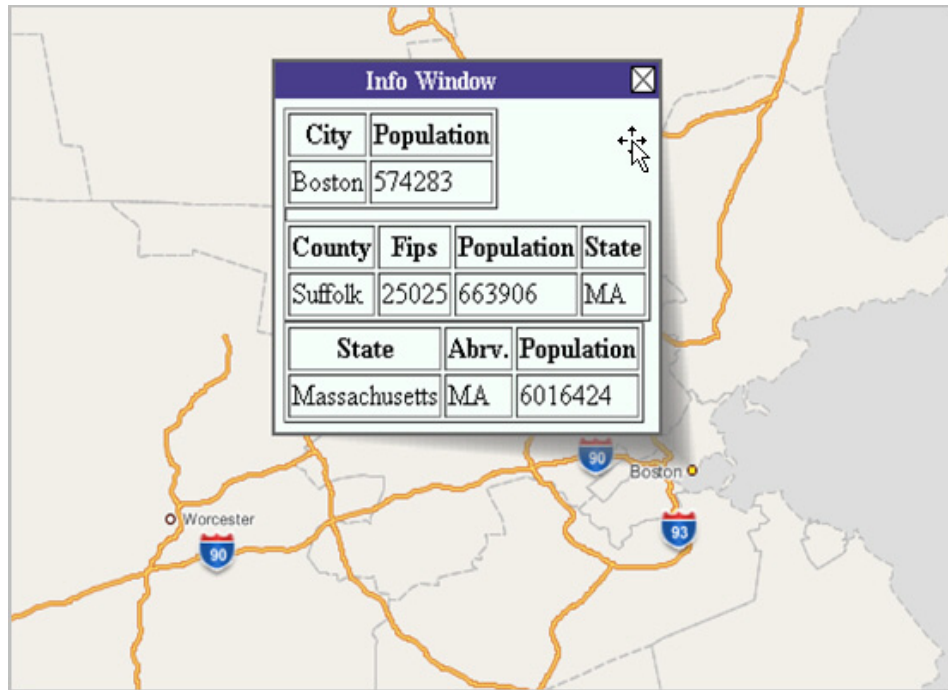 Info Window
City Population
Boston 574283
County Fips Population State
Suffolk 25025 663906 MA
State Abrv. Population
Massachusetts MA 6016424
90
Boston
Worcester
93
90